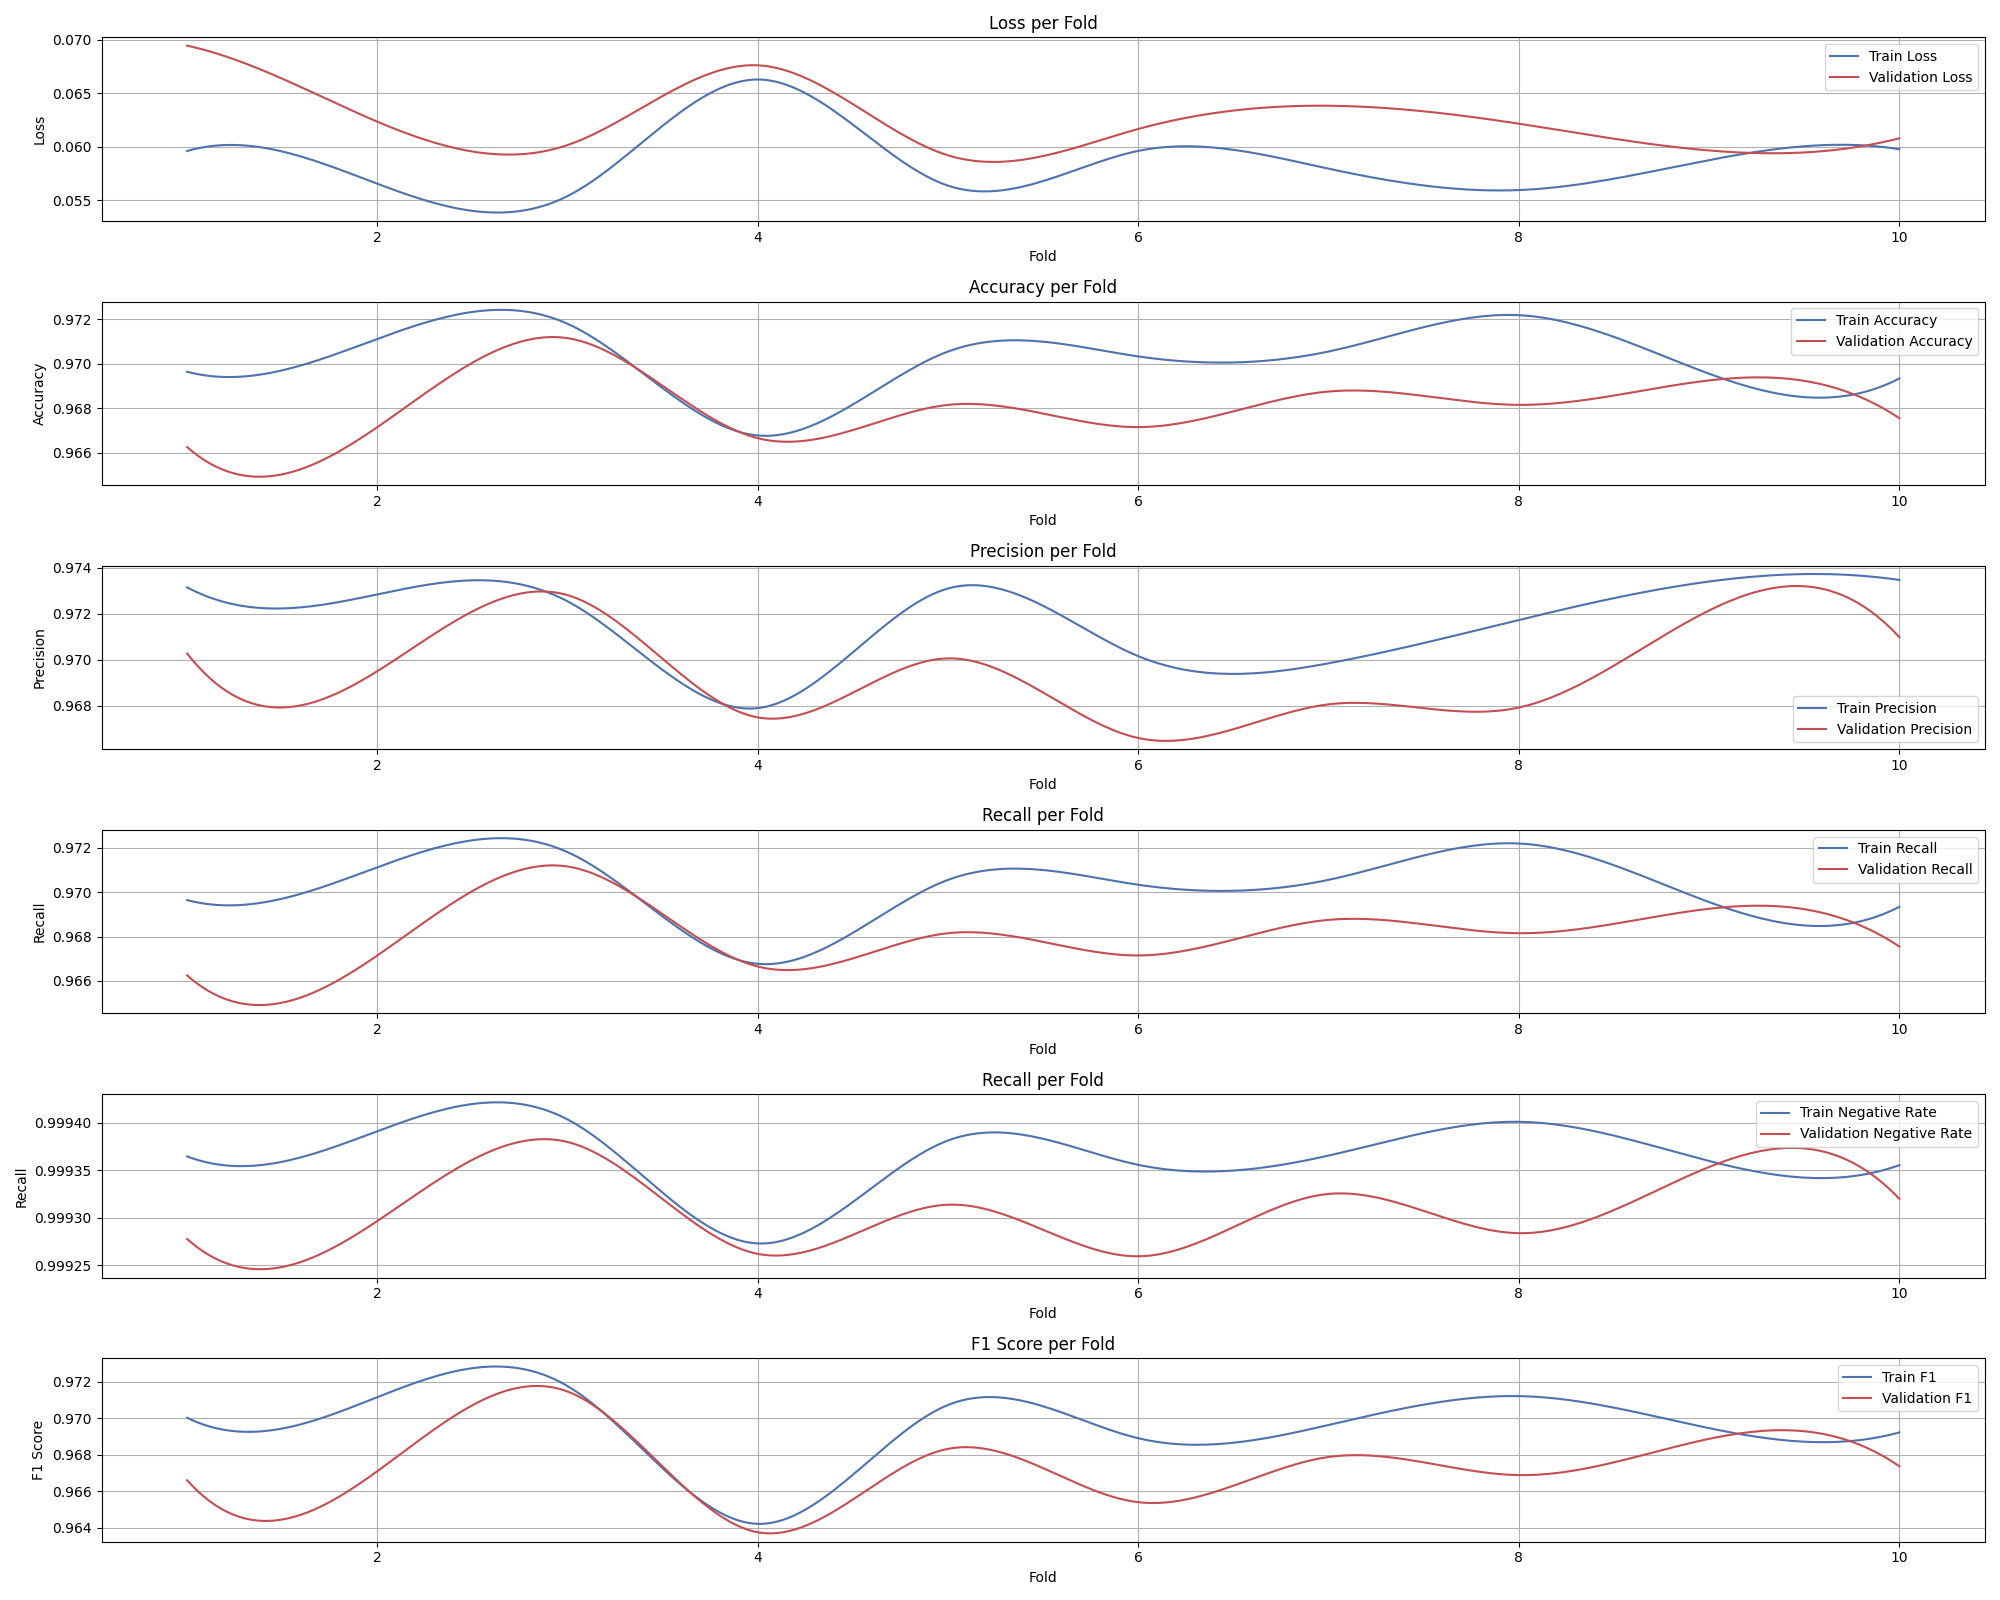 Loss per Fold
0.070
0.065
0.060
0.055
Loss
Train Loss
Validation Loss
2 4 6 8 10
Fold
Accuracy per Fold
0.972
0.970
0.968
0.966
Accuracy
Train Accuracy
Validation Accuracy
2 4 6 8 10
Fold
Precision per Fold
0.974
0.972
0.970
0.968
Precision
Train Precision
Validation Precision
2 4 6 8 10
Fold
Recall per Fold
0.972
0.970
0.968
0.966
Recall
Train Recall
Validation Recall
2 4 6 8 10
Fold
Recall per Fold
0.99940
0.99935
0.99930
0.99925
Recall
Train Negative Rate
Validation Negative Rate
2 4 6 8 10
Fold
F1 Score per Fold
0.972
0.970
0.968
0.966
0.964
F1 Score
Train F1
Validation F1
2 4 6 8 10
Fold